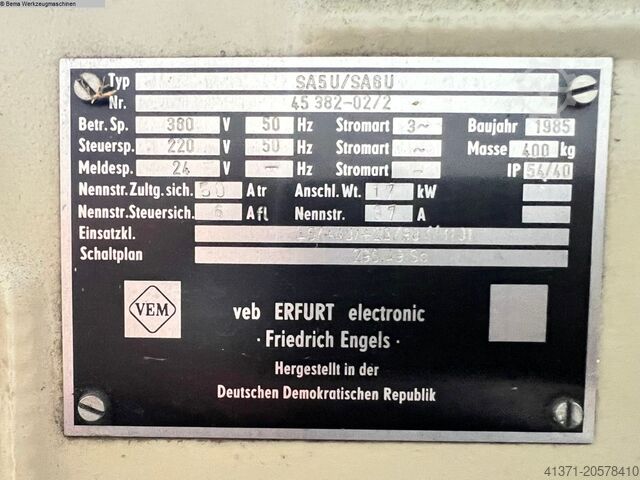 © Bema Werkzeugmaschinen
Typ SA5U/SA6U
Nr. 45 382-02/2
Betr. Sp. 380 V 50 Hz Stromart 3~ Baujahr 1985
Steuersp. 220 V 50 Hz Stromart ~ Masse 400 kg
Meldesp. 24 V – Hz Stromart – IP 54/40
Nennstr. Zultg. sich. 50 A tr Anschl. Wt. 17 kW
Nennstr. Steuersich. 6 A fl Nennstr. 37 A
Einsatzkl.
Schaltplan
VEM
veb ERFURT electronic
· Friedrich Engels ·
Hergestellt in der
Deutschen Demokratischen Republik
41371-20578410